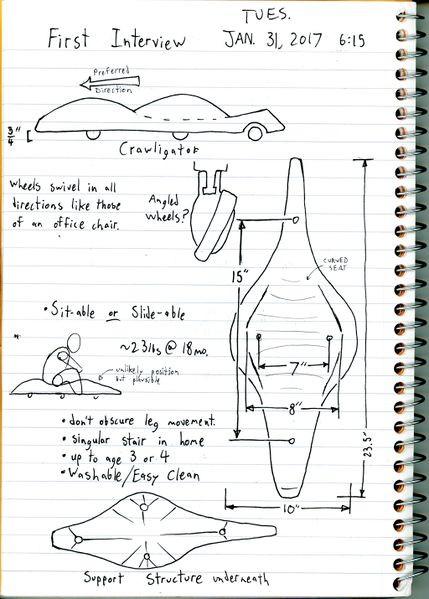 TUES.
First Interview JAN. 31, 2017 6:15
Preferred
Direction
3/4"
Crawligator
Wheels swivel in all
directions like those
of an office chair.
Angled
Wheels?
CURVED
SEAT
15"
• Sit-able or Slide-able
~23lbs @ 18mo.
unlikely position
but plausible
7"
8"
23.5"
• don't obscure leg movement.
• singular stair in home
• up to age 3 or 4
• Washable/Easy Clean
10"
Support Structure underneath